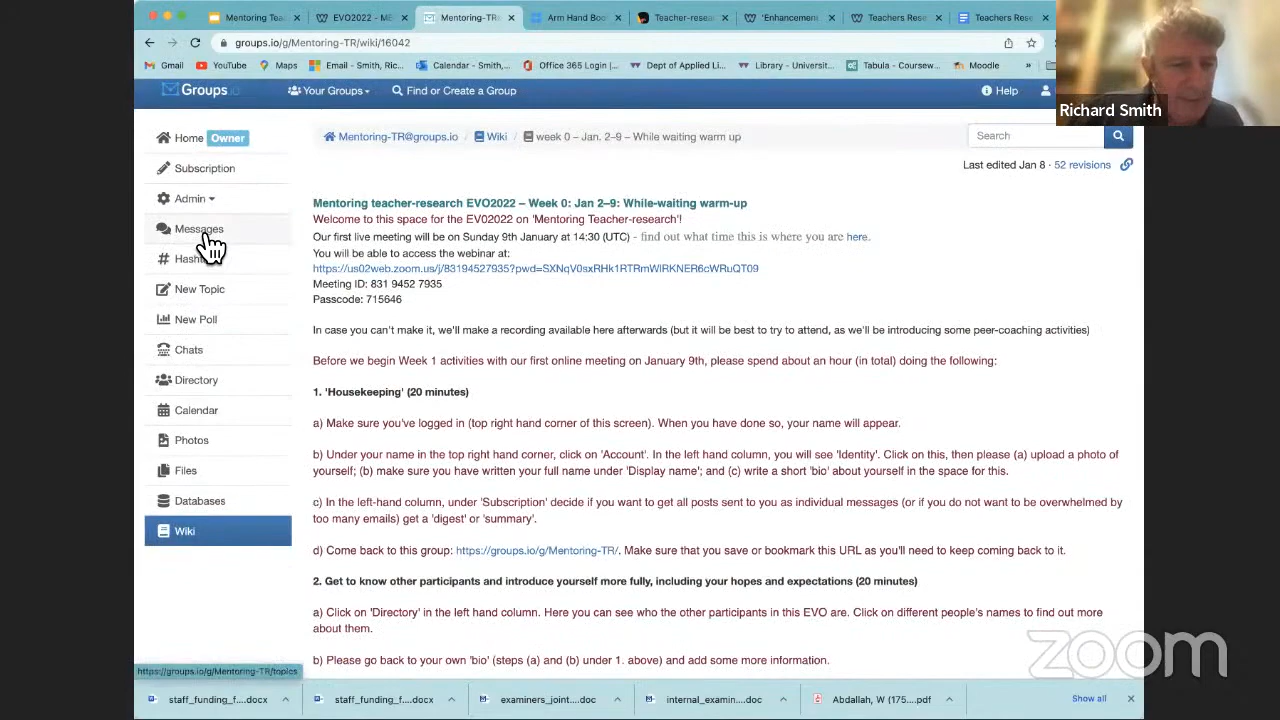 Mentoring Tea
EVO2022 - ME
Mentoring-TR
Arm Hand Boo
Teacher-resea
'Enhancemen
Teachers Rese
Teachers Rese
groups.io/g/Mentoring-TR/wiki/16042
Gmail
YouTube
Maps
Email - Smith, Ric...
Calendar - Smith,...
Office 365 Login |...
Dept of Applied Li...
Library - Universit...
Tabula - Coursew...
Moodle
»
Richard Smith
Groups.io
Your Groups
Find or Create a Group
Help
Home Owner
Subscription
Admin
Messages
New Topic
New Poll
Chats
Directory
Calendar
Photos
Files
Databases
Wiki
Mentoring-TR@groups.io / Wiki / week 0 – Jan. 2–9 – While waiting warm up
Search
Last edited Jan 8 · 52 revisions
Mentoring teacher-research EVO2022 – Week 0: Jan 2–9: While-waiting warm-up
Welcome to this space for the EV02022 on 'Mentoring Teacher-research'!
Our first live meeting will be on Sunday 9th January at 14:30 (UTC) - find out what time this is where you are here.
You will be able to access the webinar at:
https://us02web.zoom.us/j/83194527935?pwd=SXNqV0sxRHk1RTRmWlRKNER6cWRuQT09
Meeting ID: 831 9452 7935
Passcode: 715646
In case you can't make it, we'll make a recording available here afterwards (but it will be best to try to attend, as we'll be introducing some peer-coaching activities)
Before we begin Week 1 activities with our first online meeting on January 9th, please spend about an hour (in total) doing the following:
1. 'Housekeeping' (20 minutes)
a) Make sure you've logged in (top right hand corner of this screen). When you have done so, your name will appear.
b) Under your name in the top right hand corner, click on 'Account'. In the left hand column, you will see 'Identity'. Click on this, then please (a) upload a photo of
yourself; (b) make sure you have written your full name under 'Display name'; and (c) write a short 'bio' about yourself in the space for this.
c) In the left-hand column, under 'Subscription' decide if you want to get all posts sent to you as individual messages (or if you do not want to be overwhelmed by
too many emails) get a 'digest' or 'summary'.
d) Come back to this group: https://groups.io/g/Mentoring-TR/. Make sure that you save or bookmark this URL as you'll need to keep coming back to it.
2. Get to know other participants and introduce yourself more fully, including your hopes and expectations (20 minutes)
a) Click on 'Directory' in the left hand column. Here you can see who the other participants in this EVO are. Click on different people's names to find out more
about them.
b) Please go back to your own 'bio' (steps (a) and (b) under 1. above) and add some more information.
https://groups.io/g/Mentoring-TR/topics
zoom
staff_funding_f....docx
staff_funding_f....docx
examiners_joint....doc
internal_examin....doc
Abdallah, W (175....pdf
Show all